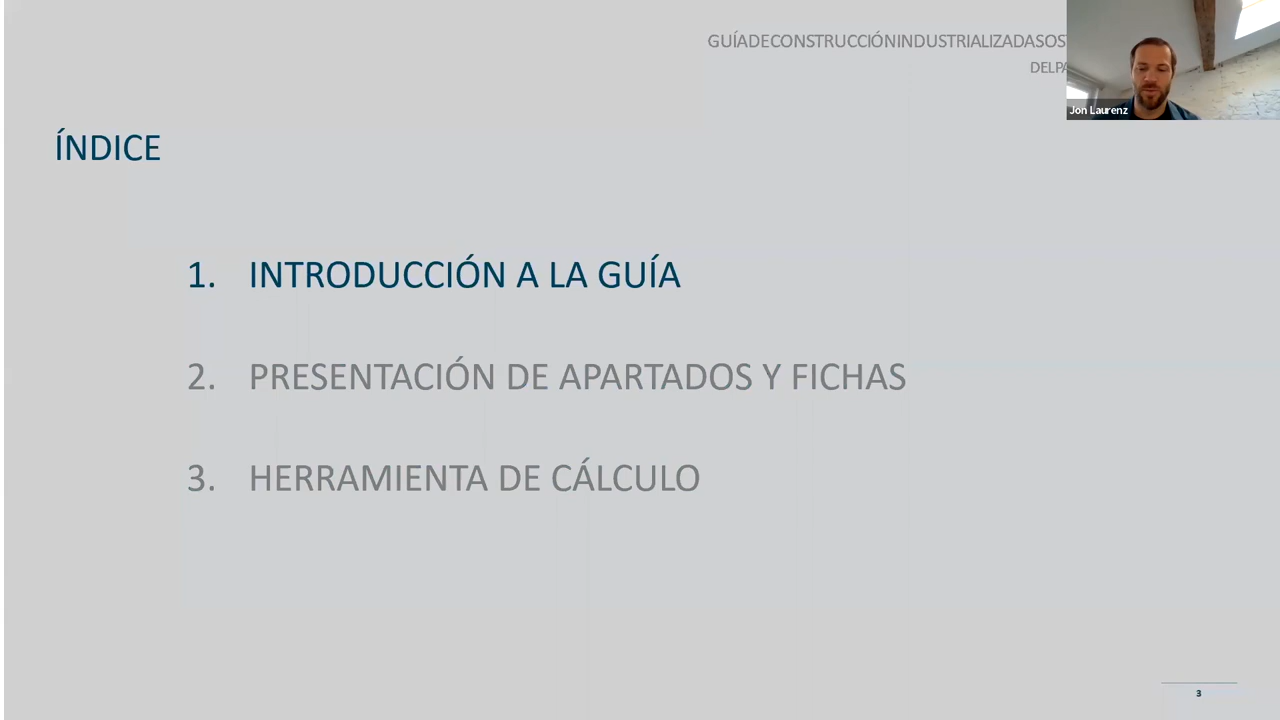 GUÍADECONSTRUCCIÓNINDUSTRIALIZADASOS
DELPA
Jon Laurenz
ÍNDICE
1. INTRODUCCIÓN A LA GUÍA
2. PRESENTACIÓN DE APARTADOS Y FICHAS
3. HERRAMIENTA DE CÁLCULO
3